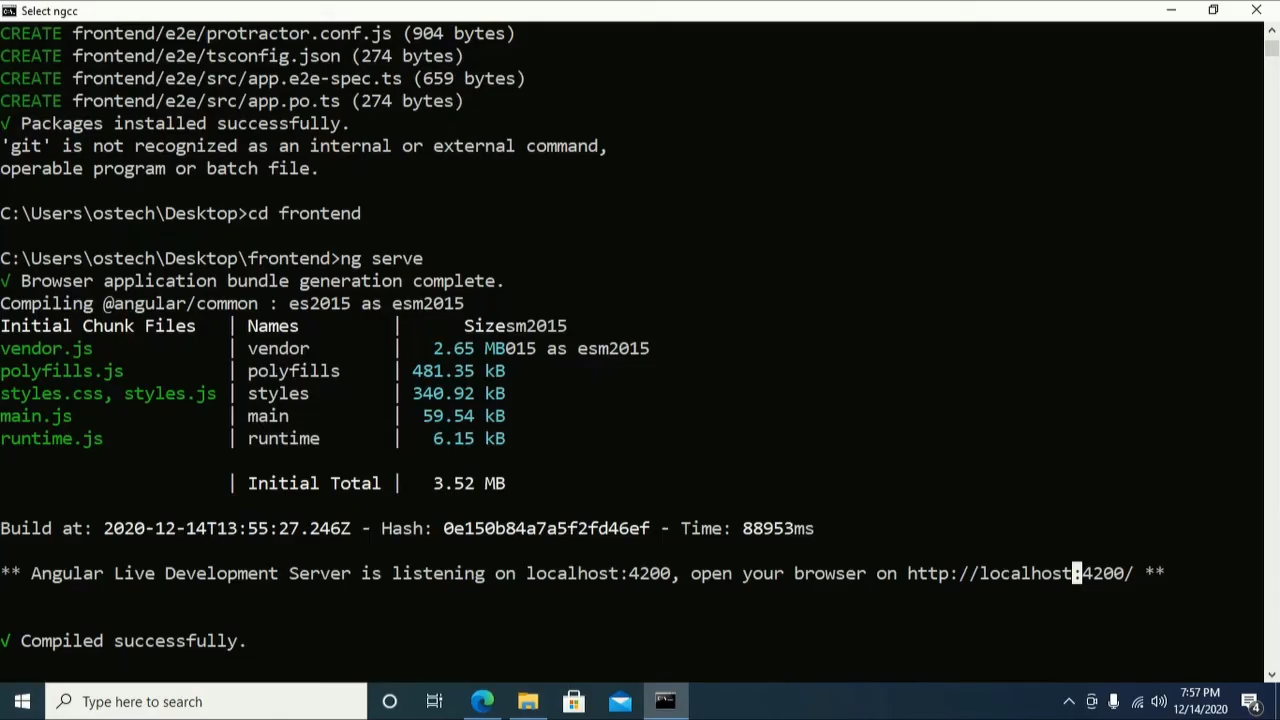 Select ngcc
CREATE frontend/e2e/protractor.conf.js (904 bytes)
CREATE frontend/e2e/tsconfig.json (274 bytes)
CREATE frontend/e2e/src/app.e2e-spec.ts (659 bytes)
CREATE frontend/e2e/src/app.po.ts (274 bytes)
√ Packages installed successfully.
'git' is not recognized as an internal or external command,
operable program or batch file.
C:\Users\ostech\Desktop>cd frontend
C:\Users\ostech\Desktop\frontend>ng serve
√ Browser application bundle generation complete.
Compiling @angular/common : es2015 as esm2015
Initial Chunk Files | Names | Sizesm2015
vendor.js | vendor | 2.65 MB015 as esm2015
polyfills.js | polyfills | 481.35 kB
styles.css, styles.js | styles | 340.92 kB
main.js | main | 59.54 kB
runtime.js | runtime | 6.15 kB
| Initial Total | 3.52 MB
Build at: 2020-12-14T13:55:27.246Z - Hash: 0e150b84a7a5f2fd46ef - Time: 88953ms
** Angular Live Development Server is listening on localhost:4200, open your browser on http://localhost:4200/ **
√ Compiled successfully.
Type here to search
7:57 PM
12/14/2020
4